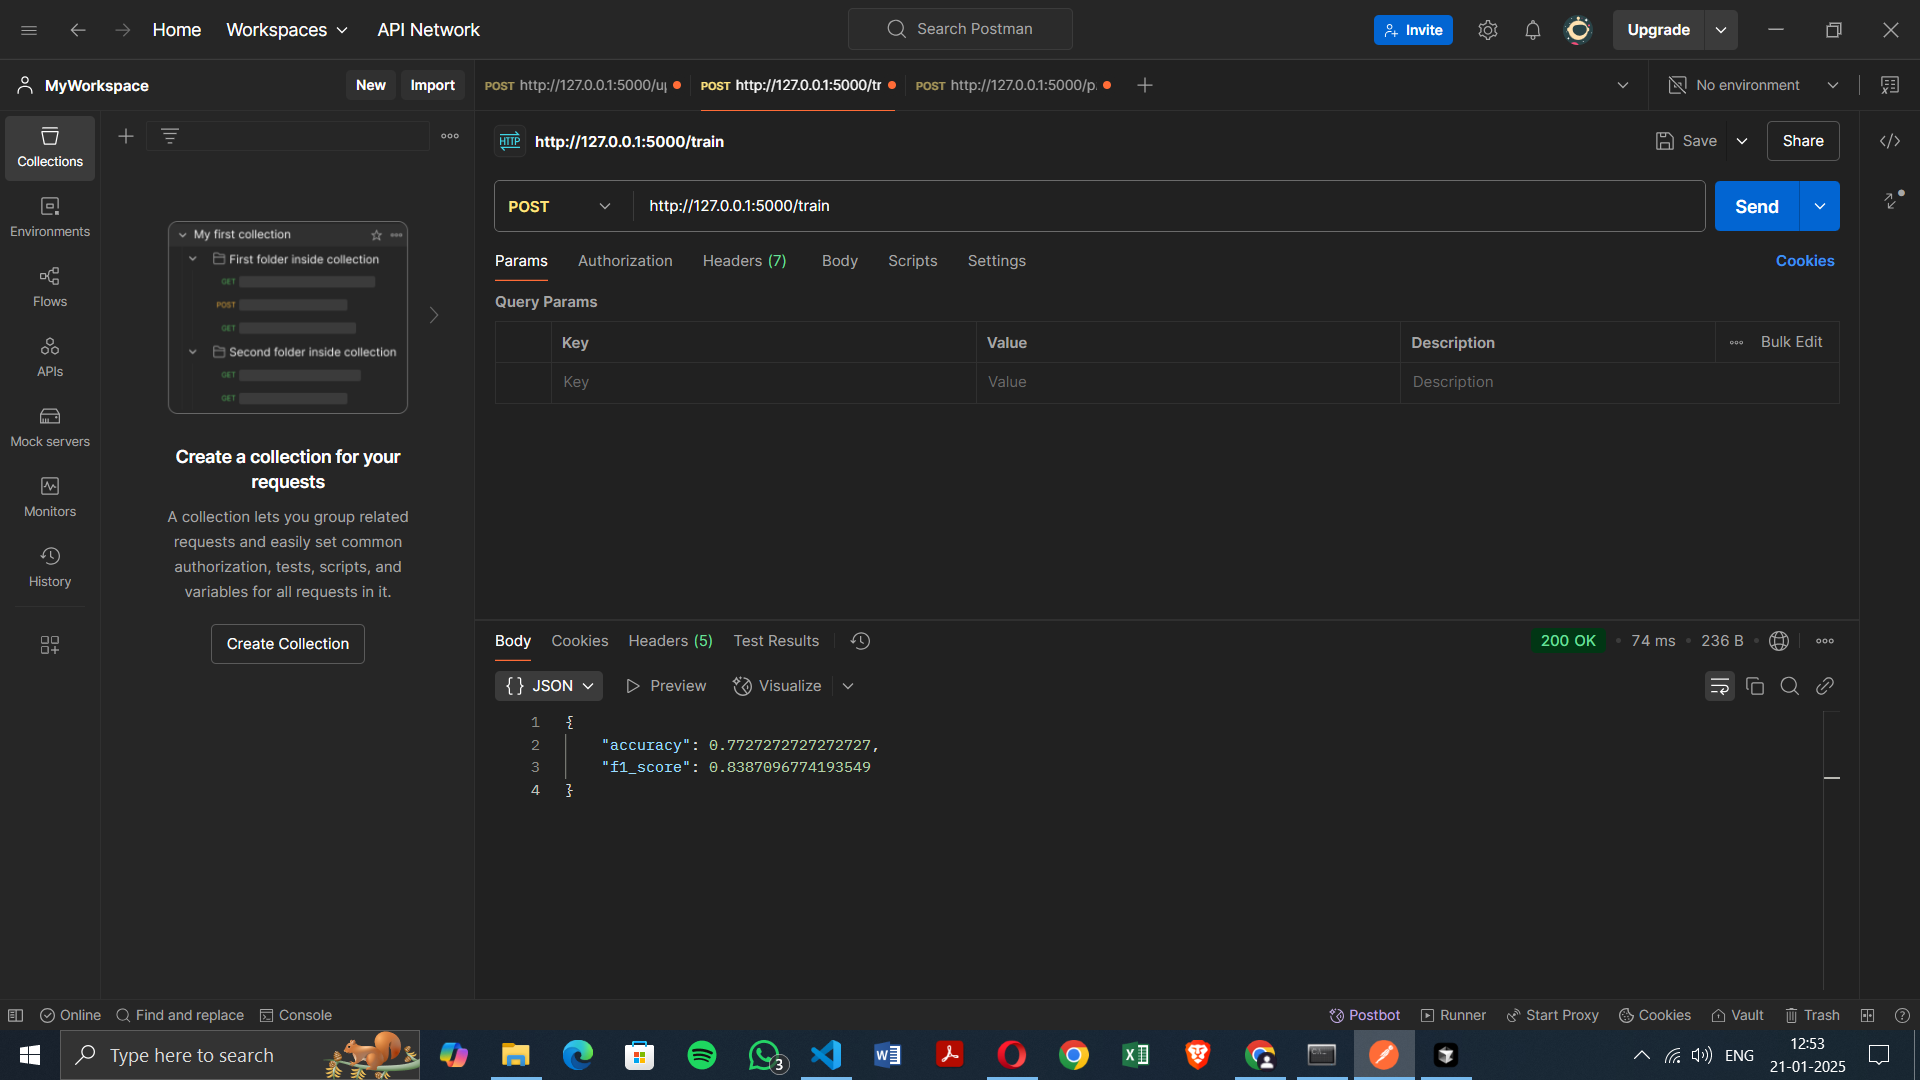 Home Workspaces API Network
Search Postman
Invite Upgrade
MyWorkspace New Import
POST http://127.0.0.1:5000/u POST http://127.0.0.1:5000/tr POST http://127.0.0.1:5000/p.
No environment
Collections
Environments
Flows
APIs
Mock servers
Monitors
History
My first collection
First folder inside collection
GET
POST
GET
Second folder inside collection
GET
GET
Create a collection for your
requests
A collection lets you group related
requests and easily set common
authorization, tests, scripts, and
variables for all requests in it.
Create Collection
HTTP http://127.0.0.1:5000/train
Save Share
POST http://127.0.0.1:5000/train
Send
Params Authorization Headers (7) Body Scripts Settings
Cookies
Query Params
Key Value Description Bulk Edit
Key Value Description
Body Cookies Headers (5) Test Results
200 OK • 74 ms • 236 B •
{} JSON Preview Visualize
1 {
2 "accuracy": 0.7727272727272727,
3 "f1_score": 0.8387096774193549
4 }
Online Find and replace Console
Postbot Runner Start Proxy Cookies Vault Trash
Type here to search
3
ENG
12:53
21-01-2025